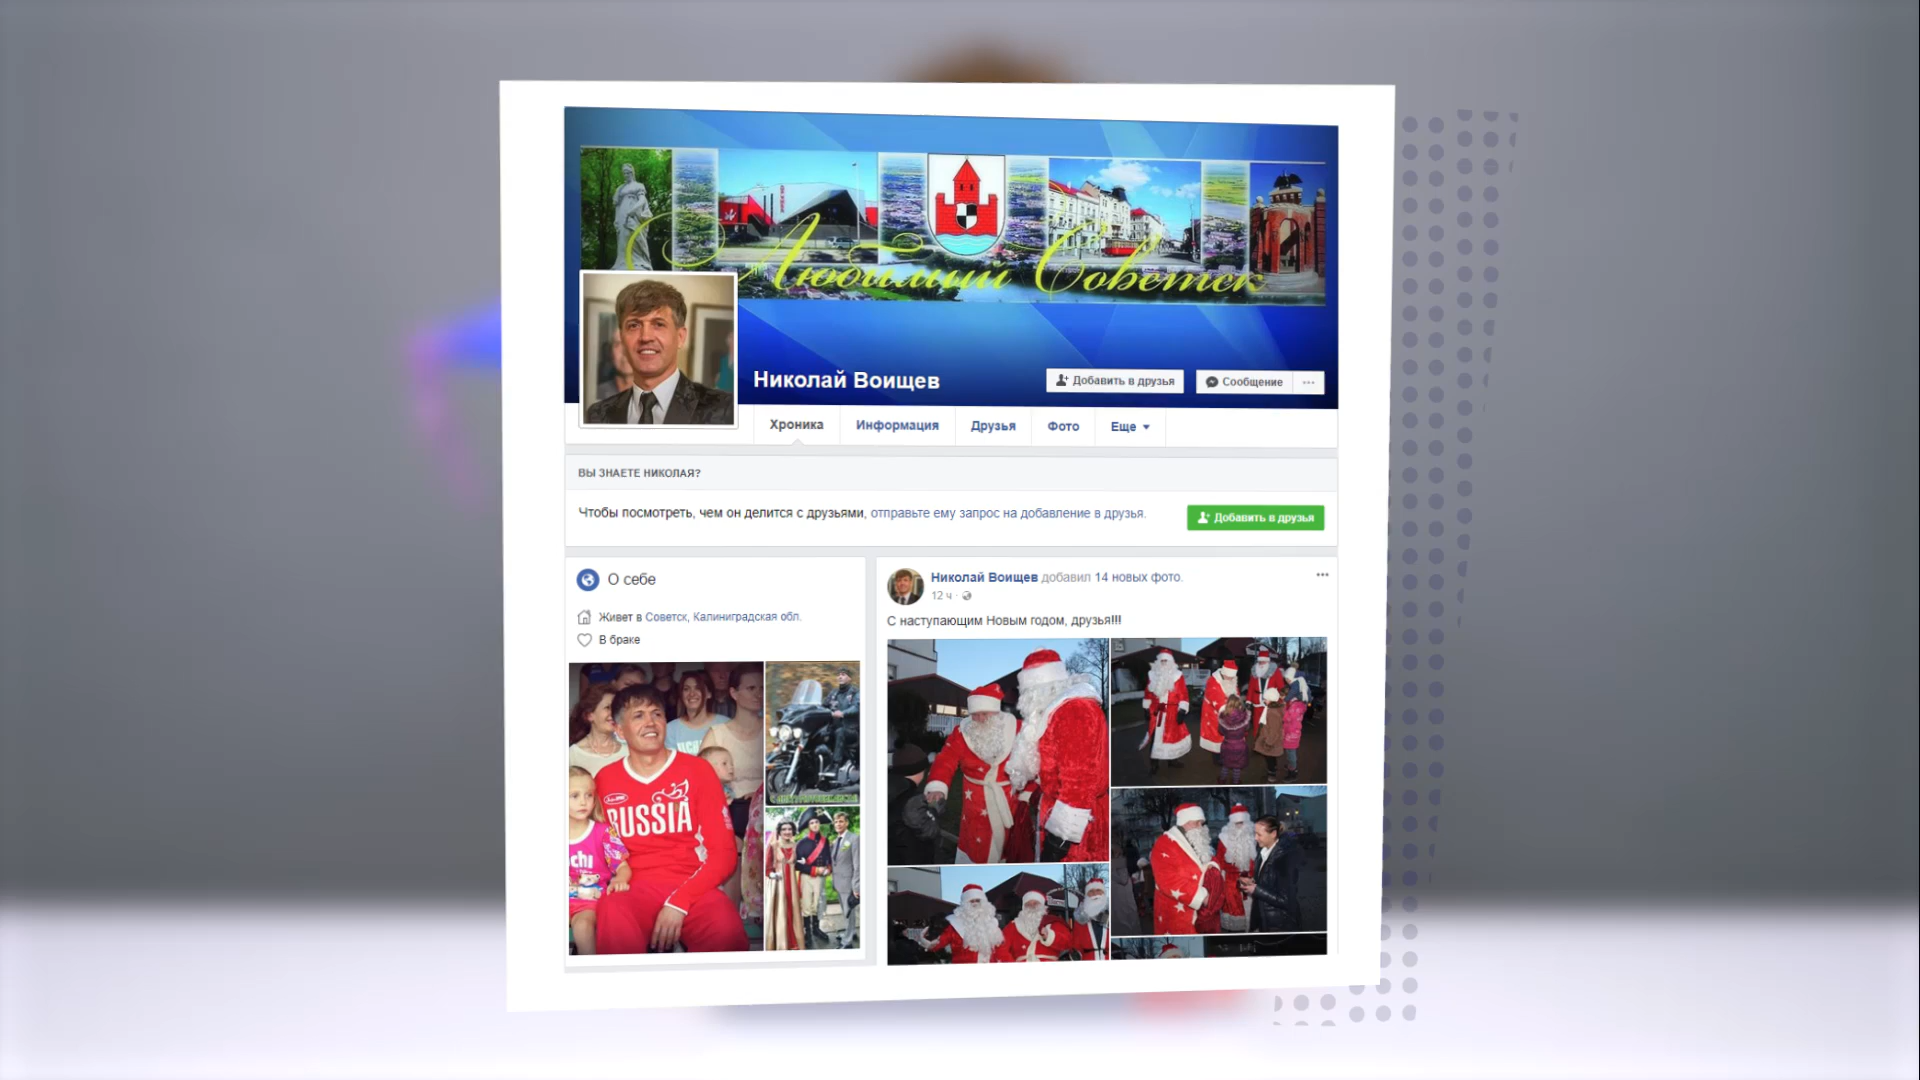 Любимый Советск
Николай Воищев
Добавить в друзья
Сообщение
Хроника
Информация
Друзья
Фото
Еще
ВЫ ЗНАЕТЕ НИКОЛАЯ?
Чтобы посмотреть, чем он делится с друзьями, отправьте ему запрос на добавление в друзья.
Добавить в друзья
О себе
Живет в Советск, Калининградская обл.
В браке
RUSSIA
chi
Николай Воищев добавил 14 новых фото.
12 ч
С наступающим Новым годом, друзья!!!